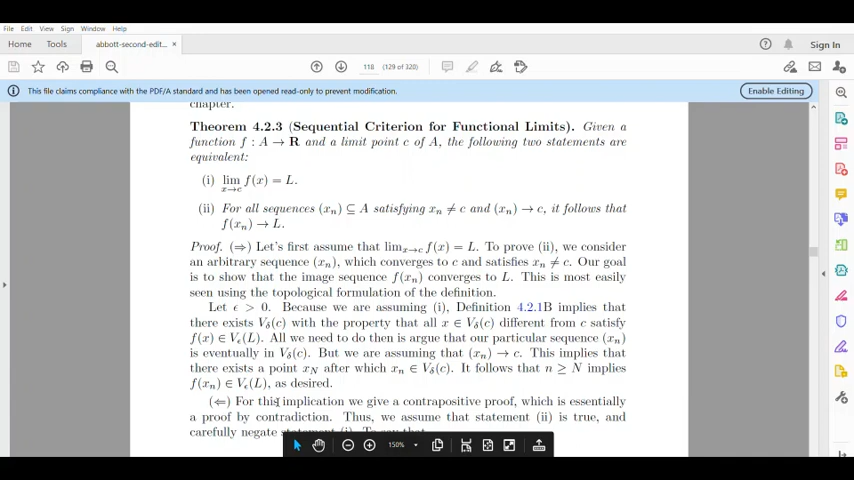 File Edit View Sign Window Help
Home Tools abbott-second-edit... × Sign In
118 (129 of 320)
This file claims compliance with the PDF/A standard and has been opened read-only to prevent modification. Enable Editing
chapter.
Theorem 4.2.3 (Sequential Criterion for Functional Limits). Given a
function f : A → R and a limit point c of A, the following two statements are
equivalent:
(i) lim x→c f(x) = L.
(ii) For all sequences (xₙ) ⊆ A satisfying xₙ ≠ c and (xₙ) → c, it follows that
f(xₙ) → L.
Proof. (⇒) Let's first assume that limₓ→c f(x) = L. To prove (ii), we consider
an arbitrary sequence (xₙ), which converges to c and satisfies xₙ ≠ c. Our goal
is to show that the image sequence f(xₙ) converges to L. This is most easily
seen using the topological formulation of the definition.
Let ϵ > 0. Because we are assuming (i), Definition 4.2.1B implies that
there exists Vδ(c) with the property that all x ∈ Vδ(c) different from c satisfy
f(x) ∈ Vϵ(L). All we need to do then is argue that our particular sequence (xₙ)
is eventually in Vδ(c). But we are assuming that (xₙ) → c. This implies that
there exists a point x_N after which xₙ ∈ Vδ(c). It follows that n ≥ N implies
f(xₙ) ∈ Vϵ(L), as desired.
(⇐) For this implication we give a contrapositive proof, which is essentially
a proof by contradiction. Thus, we assume that statement (ii) is true, and
carefully negate statement (i). To say that
150%